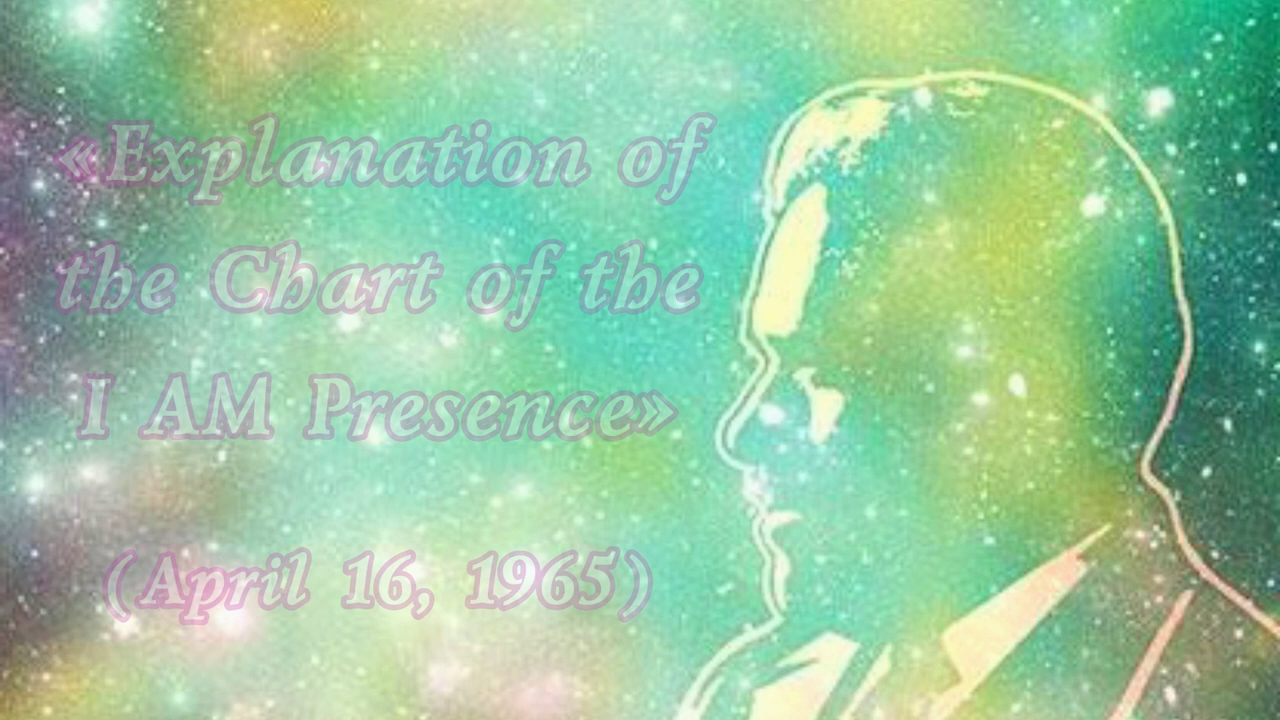 «Explanation of
the Chart of the
I AM Presence»
(April 16, 1965)